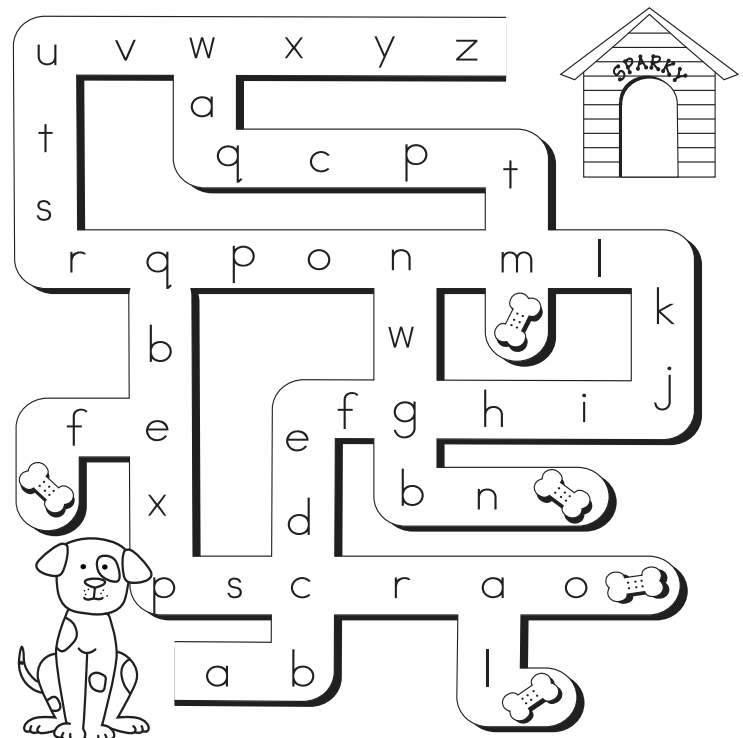 u v w x y z
SPARKY
a
t
q c p t
s
r q p o n m l
k
w
b
j
f g h i
f e e
b n
x
d
p s c r a o
a b l